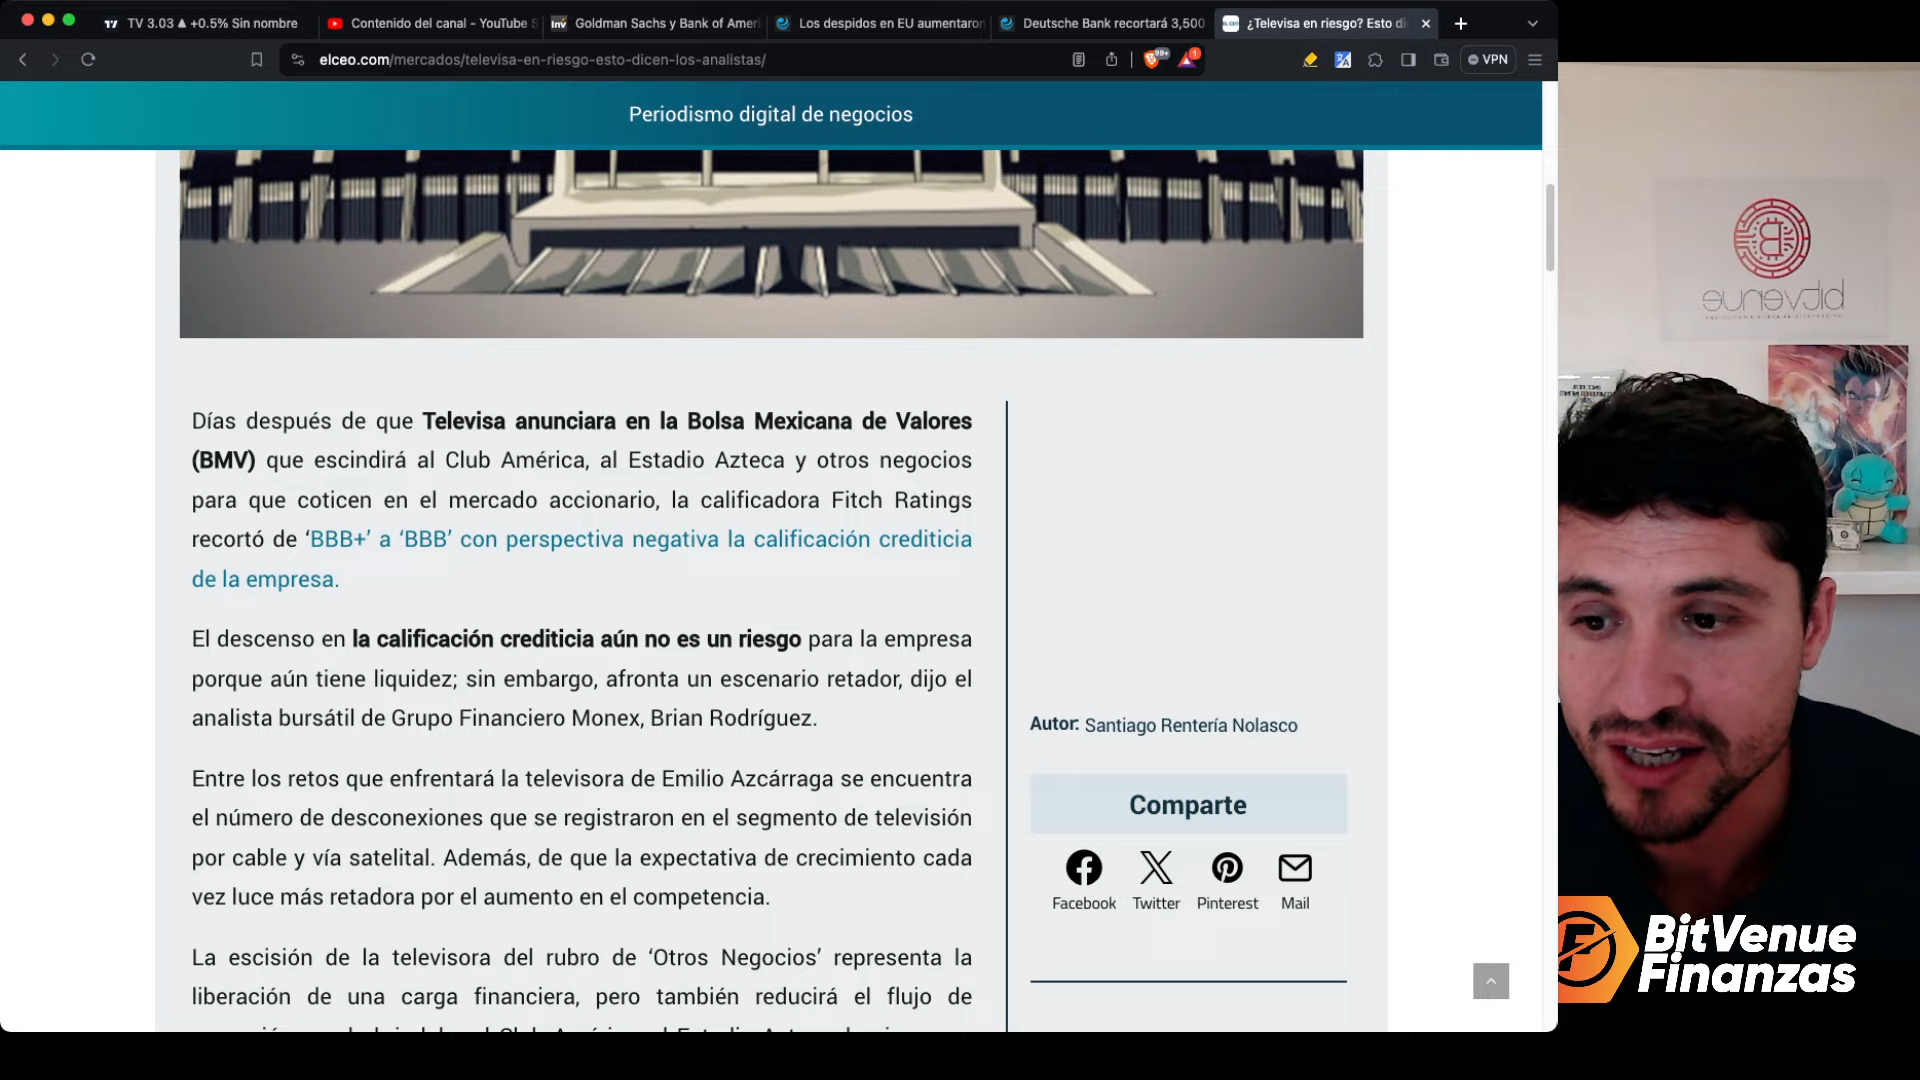 TV 3.03 ▲ +0.5% Sin nombre
Contenido del canal - YouTube S
Goldman Sachs y Bank of Amer
Los despidos en EU aumentaron
Deutsche Bank recortará 3,500
¿Televisa en riesgo? Esto di
elceo.com/mercados/televisa-en-riesgo-esto-dicen-los-analistas/
99+
1
VPN
Periodismo digital de negocios
Días después de que Televisa anunciara en la Bolsa Mexicana de Valores
(BMV) que escindirá al Club América, al Estadio Azteca y otros negocios
para que coticen en el mercado accionario, la calificadora Fitch Ratings
recortó de ‘BBB+’ a ‘BBB’ con perspectiva negativa la calificación crediticia
de la empresa.
El descenso en la calificación crediticia aún no es un riesgo para la empresa
porque aún tiene liquidez; sin embargo, afronta un escenario retador, dijo el
analista bursátil de Grupo Financiero Monex, Brian Rodríguez.
Entre los retos que enfrentará la televisora de Emilio Azcárraga se encuentra
el número de desconexiones que se registraron en el segmento de televisión
por cable y vía satelital. Además, de que la expectativa de crecimiento cada
vez luce más retadora por el aumento en el competencia.
La escisión de la televisora del rubro de ‘Otros Negocios’ representa la
liberación de una carga financiera, pero también reducirá el flujo de
Autor: Santiago Rentería Nolasco
Comparte
Facebook Twitter Pinterest Mail
bitvenue
BitVenue
Finanzas